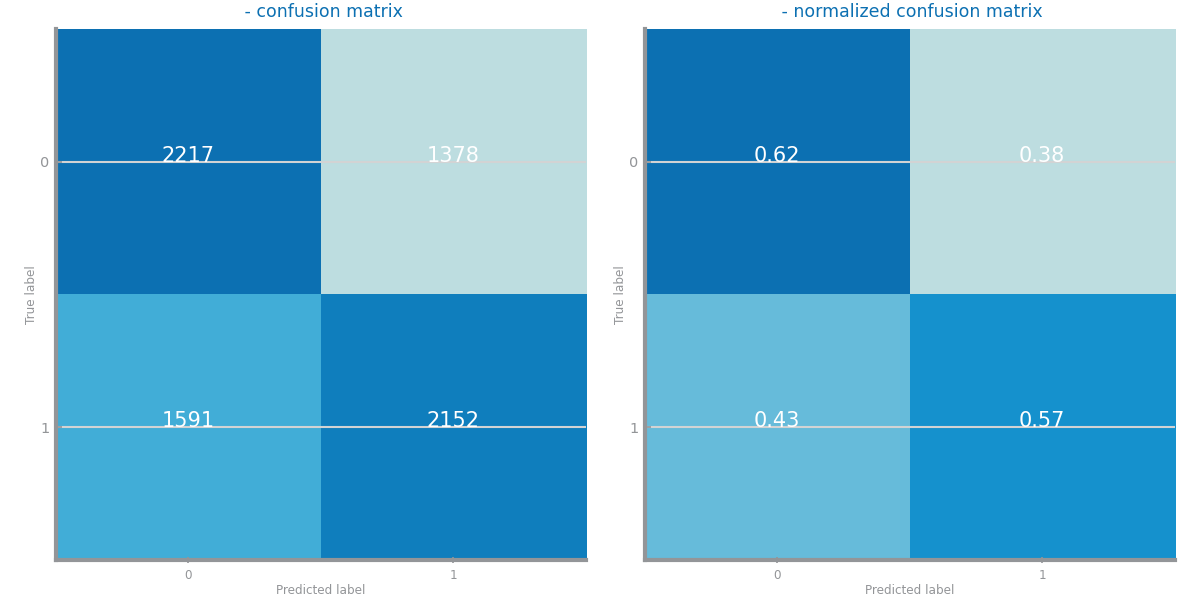 - confusion matrix
0
2217
1378
True label
1
1591
2152
0
1
Predicted label
- normalized confusion matrix
0
0.62
0.38
True label
1
0.43
0.57
0
1
Predicted label